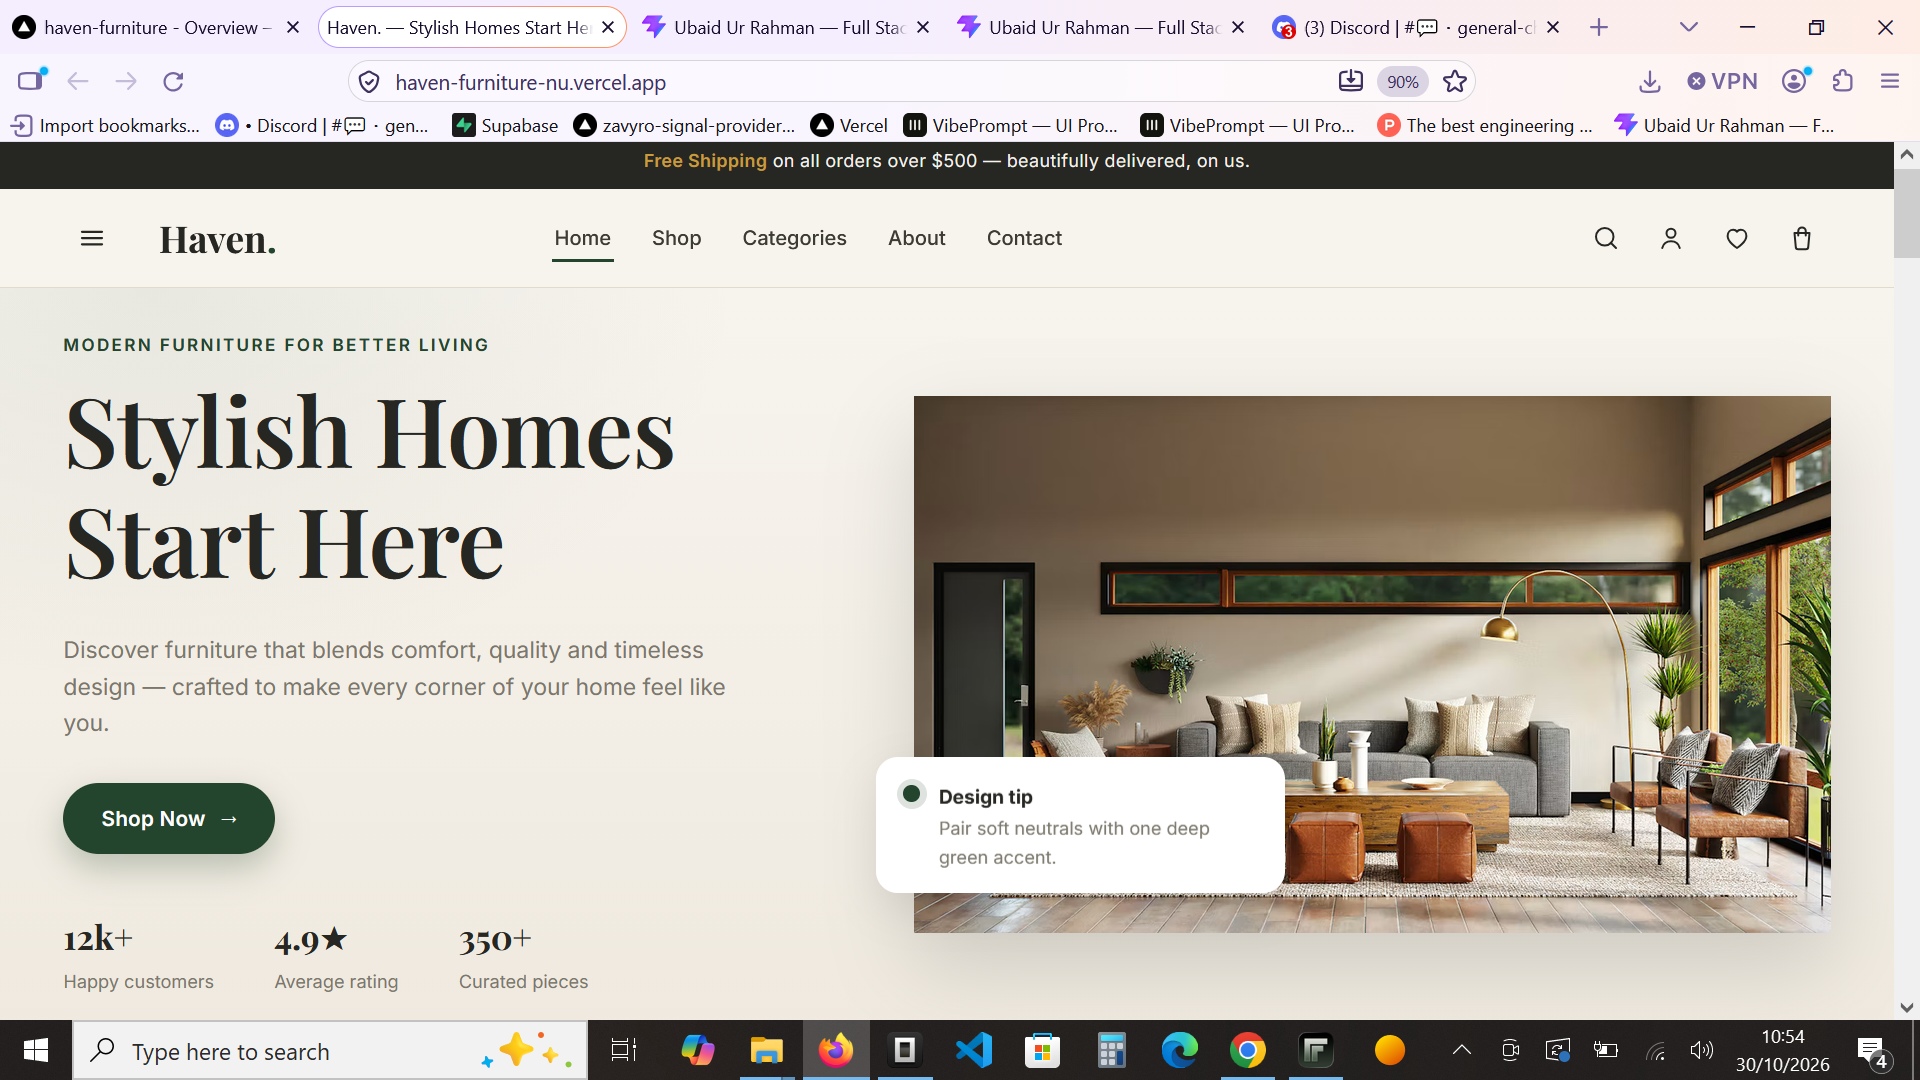 haven-furniture - Overview –
Haven. — Stylish Homes Start He
Ubaid Ur Rahman — Full Stac
Ubaid Ur Rahman — Full Stac
(3) Discord | #💬 · general-c
haven-furniture-nu.vercel.app
90%
VPN
Import bookmarks...
• Discord | #💬 · gen...
Supabase
zavyro-signal-provider...
Vercel
VibePrompt — UI Pro...
VibePrompt — UI Pro...
The best engineering ...
Ubaid Ur Rahman — F...
Free Shipping on all orders over $500 — beautifully delivered, on us.
Haven.
Home
Shop
Categories
About
Contact
MODERN FURNITURE FOR BETTER LIVING
Stylish Homes
Start Here
Discover furniture that blends comfort, quality and timeless
design — crafted to make every corner of your home feel like
you.
Shop Now →
Design tip
Pair soft neutrals with one deep
green accent.
12k+
Happy customers
4.9★
Average rating
350+
Curated pieces
Type here to search
10:54
30/10/2026
4